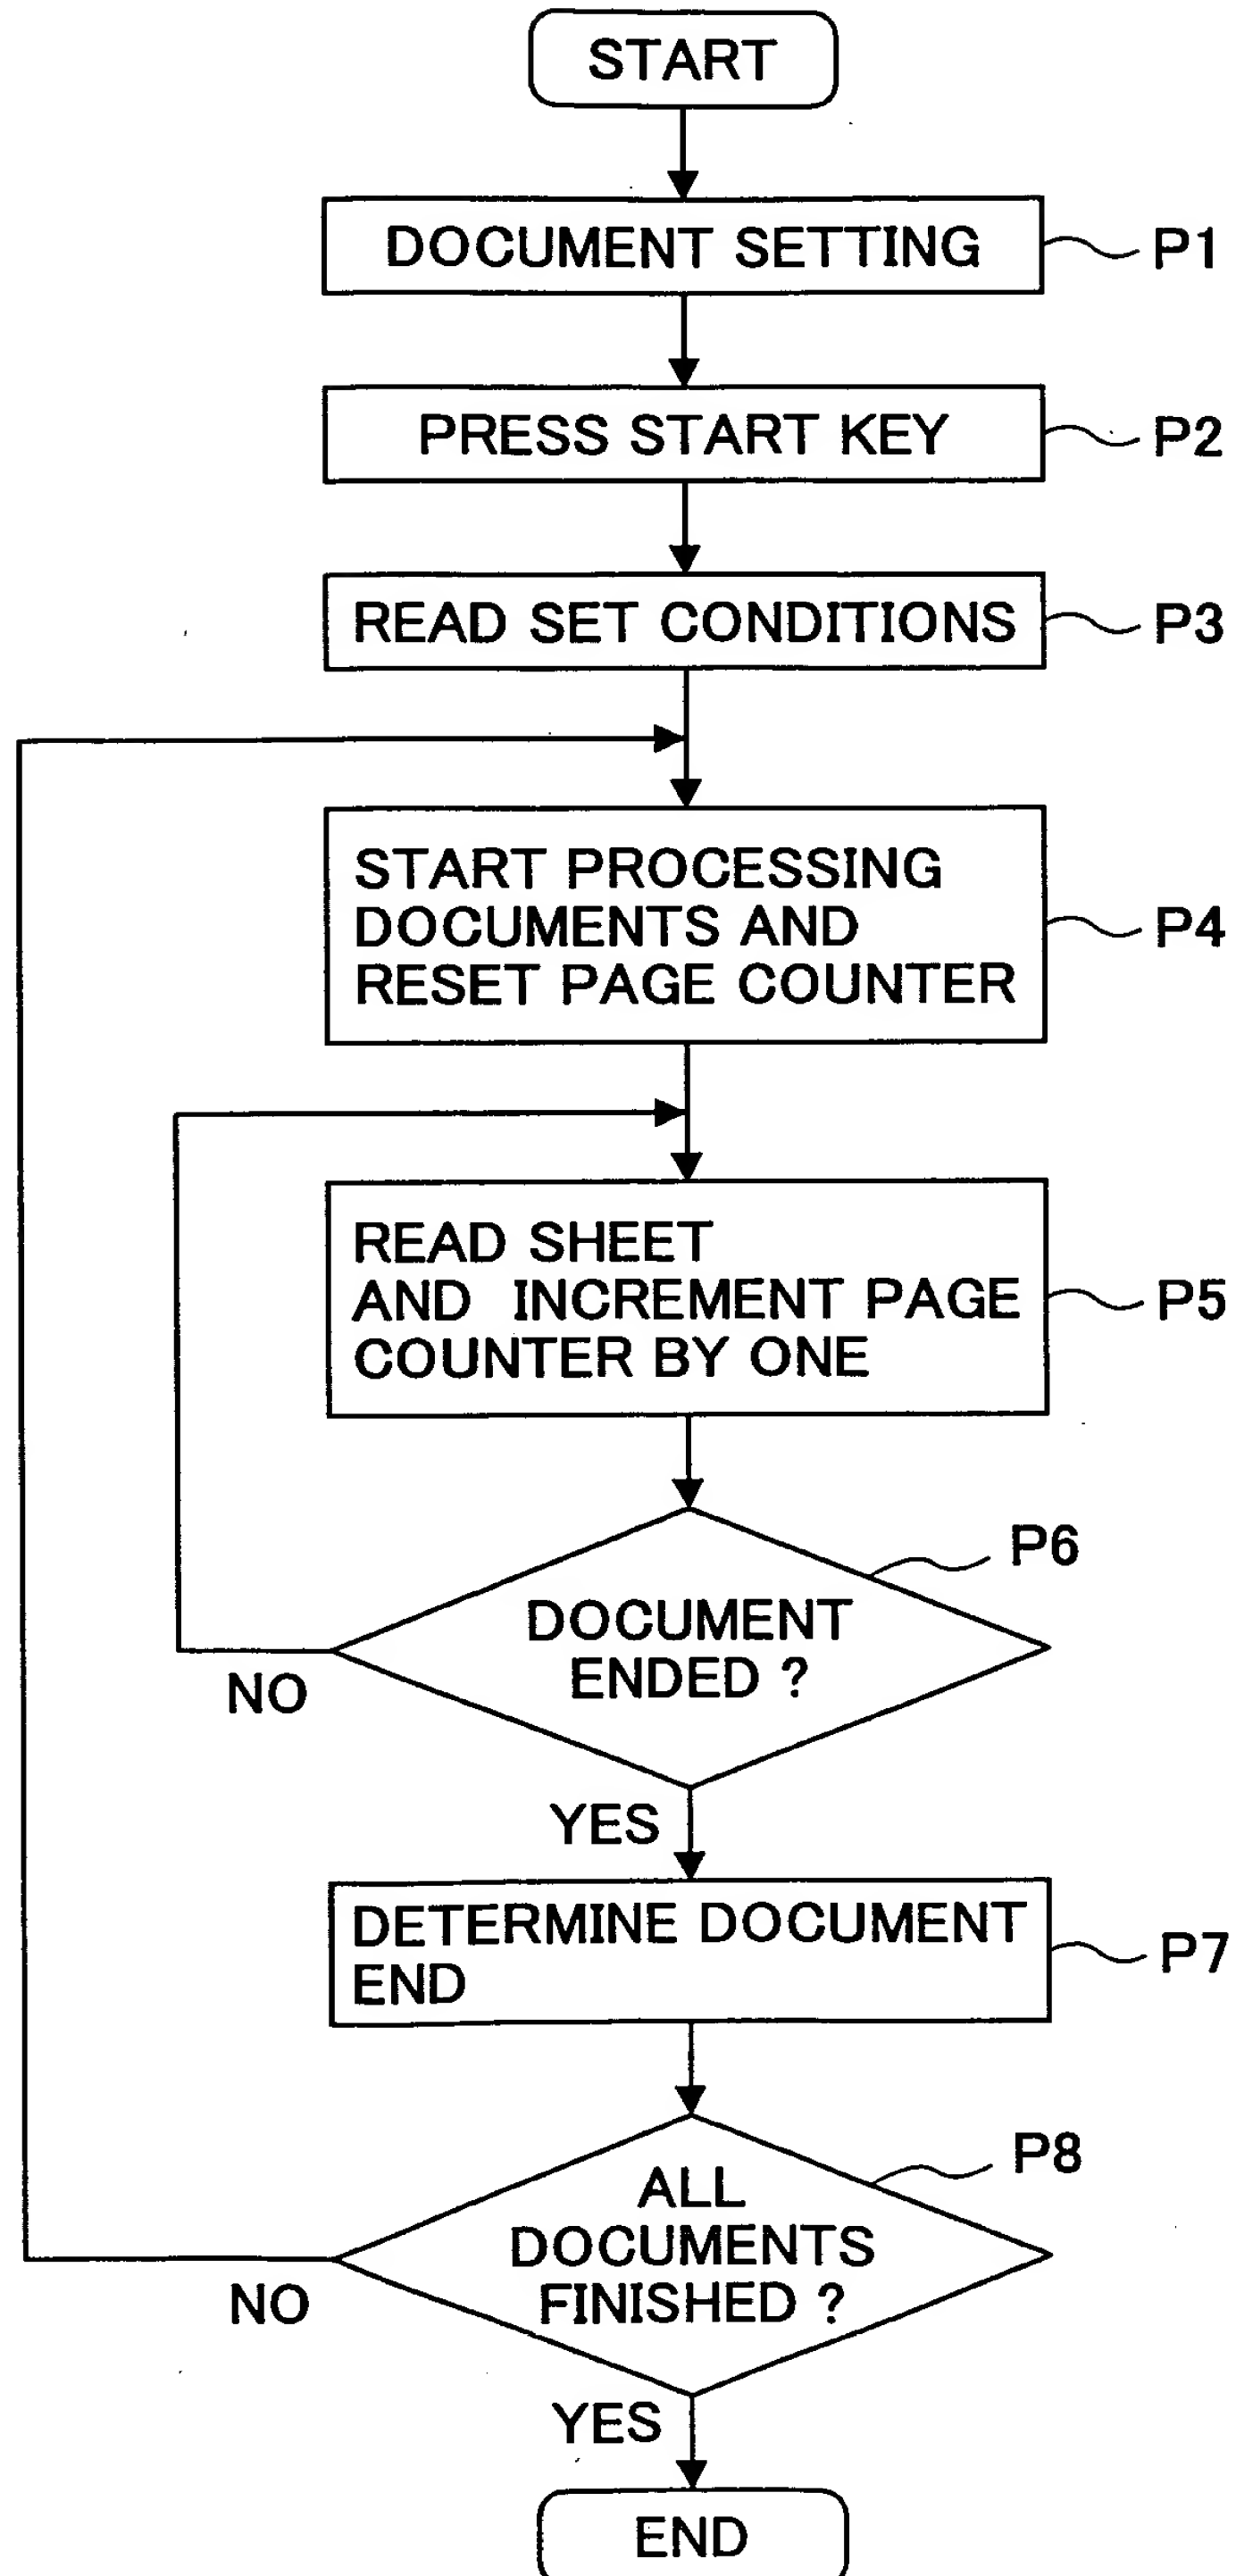 START
DOCUMENT SETTING
P1
PRESS START KEY
P2
READ SET CONDITIONS
P3
START PROCESSING
DOCUMENTS AND
RESET PAGE COUNTER
P4
READ SHEET
AND INCREMENT PAGE
COUNTER BY ONE
P5
P6
DOCUMENT
ENDED ?
NO
YES
DETERMINE DOCUMENT
END
P7
P8
ALL
DOCUMENTS
FINISHED ?
NO
YES
END